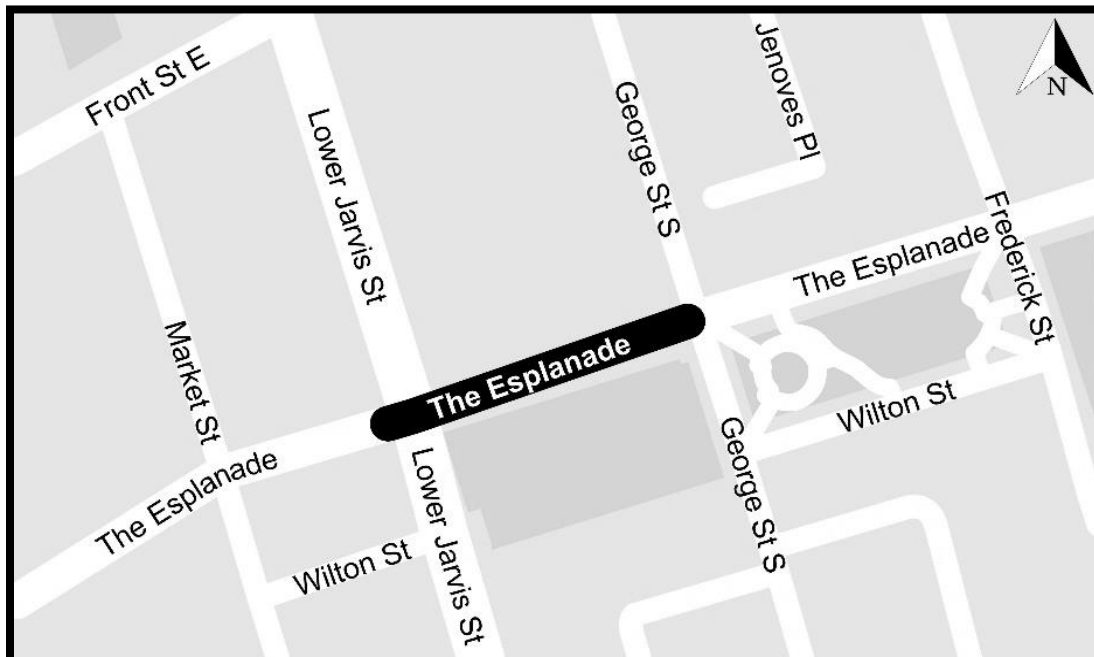 Front St E
Lower Jarvis St
George St S
Jenoves Pl
N
Frederick St
The Esplanade
Market St
The Esplanade
The Esplanade
Wilton St
Lower Jarvis St
George St S
Wilton St